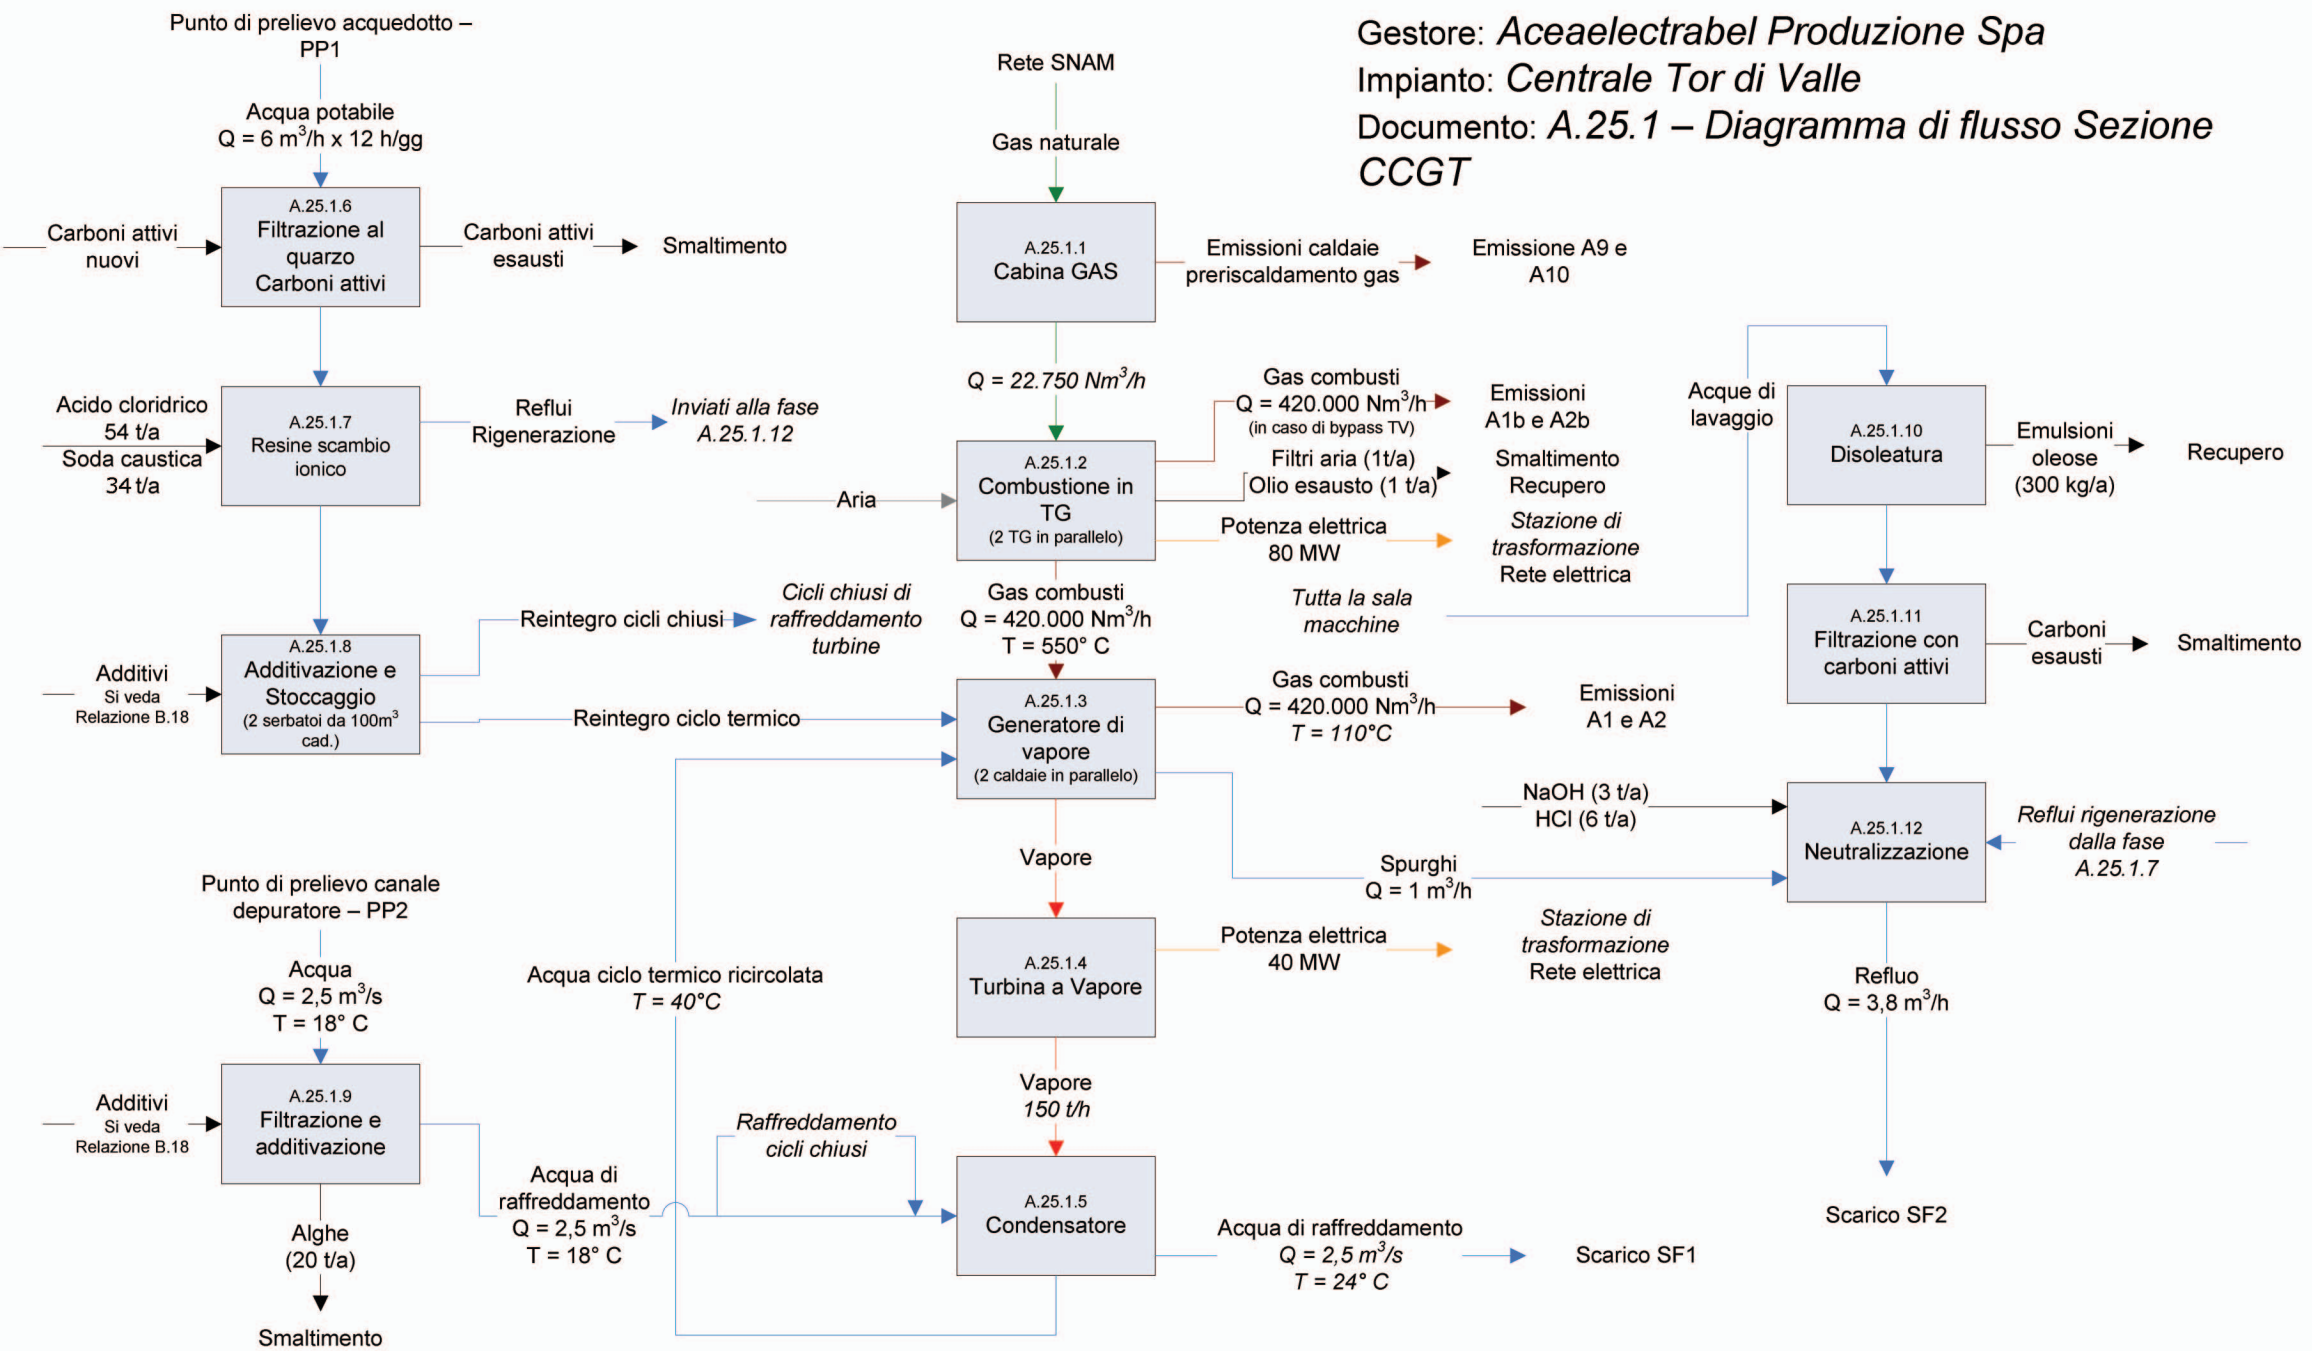 Gestore: Aceaelectrabel Produzione Spa
Impianto: Centrale Tor di Valle
Documento: A.25.1 – Diagramma di flusso Sezione
CCGT
Punto di prelievo acquedotto –
PP1
Acqua potabile
Q = 6 m³/h x 12 h/gg
Carboni attivi
nuovi
A.25.1.6
Filtrazione al
quarzo
Carboni attivi
Carboni attivi
esausti
Smaltimento
Acido cloridrico
54 t/a
Soda caustica
34 t/a
A.25.1.7
Resine scambio
ionico
Reflui
Rigenerazione
Inviati alla fase
A.25.1.12
Additivi
Si veda
Relazione B.18
A.25.1.8
Additivazione e
Stoccaggio
(2 serbatoi da 100m³
cad.)
Reintegro cicli chiusi
Cicli chiusi di
raffreddamento
turbine
Reintegro ciclo termico
Punto di prelievo canale
depuratore – PP2
Acqua
Q = 2,5 m³/s
T = 18° C
Additivi
Si veda
Relazione B.18
A.25.1.9
Filtrazione e
additivazione
Alghe
(20 t/a)
Smaltimento
Acqua di
raffreddamento
Q = 2,5 m³/s
T = 18° C
Raffreddamento
cicli chiusi
Acqua ciclo termico ricircolata
T = 40°C
Rete SNAM
Gas naturale
A.25.1.1
Cabina GAS
Emissioni caldaie
preriscaldamento gas
Emissione A9 e
A10
Q = 22.750 Nm³/h
Aria
A.25.1.2
Combustione in
TG
(2 TG in parallelo)
Gas combusti
Q = 420.000 Nm³/h
(in caso di bypass TV)
Emissioni
A1b e A2b
Filtri aria (1t/a)
Olio esausto (1 t/a)
Smaltimento
Recupero
Potenza elettrica
80 MW
Stazione di
trasformazione
Rete elettrica
Gas combusti
Q = 420.000 Nm³/h
T = 550° C
A.25.1.3
Generatore di
vapore
(2 caldaie in parallelo)
Gas combusti
Q = 420.000 Nm³/h
T = 110°C
Emissioni
A1 e A2
Spurghi
Q = 1 m³/h
Vapore
A.25.1.4
Turbina a Vapore
Potenza elettrica
40 MW
Stazione di
trasformazione
Rete elettrica
Vapore
150 t/h
A.25.1.5
Condensatore
Acqua di raffreddamento
Q = 2,5 m³/s
T = 24° C
Scarico SF1
Tutta la sala
macchine
Acque di
lavaggio
A.25.1.10
Disoleatura
Emulsioni
oleose
(300 kg/a)
Recupero
A.25.1.11
Filtrazione con
carboni attivi
Carboni
esausti
Smaltimento
NaOH (3 t/a)
HCl (6 t/a)
A.25.1.12
Neutralizzazione
Reflui rigenerazione
dalla fase
A.25.1.7
Refluo
Q = 3,8 m³/h
Scarico SF2